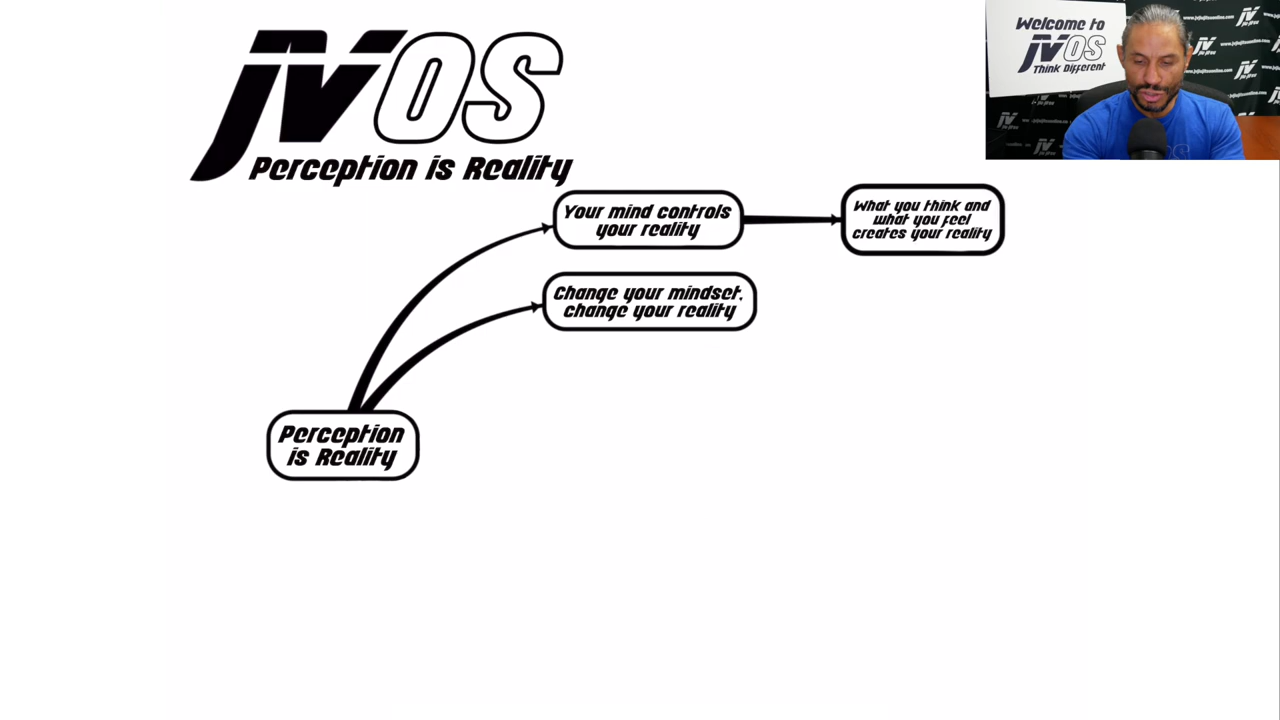 JVOS
Perception is Reality
Your mind controls
your reality
What you think and
what you feel
creates your reality
Change your mindset,
change your reality
Perception
is Reality
Welcome to
JVOS
Think Different